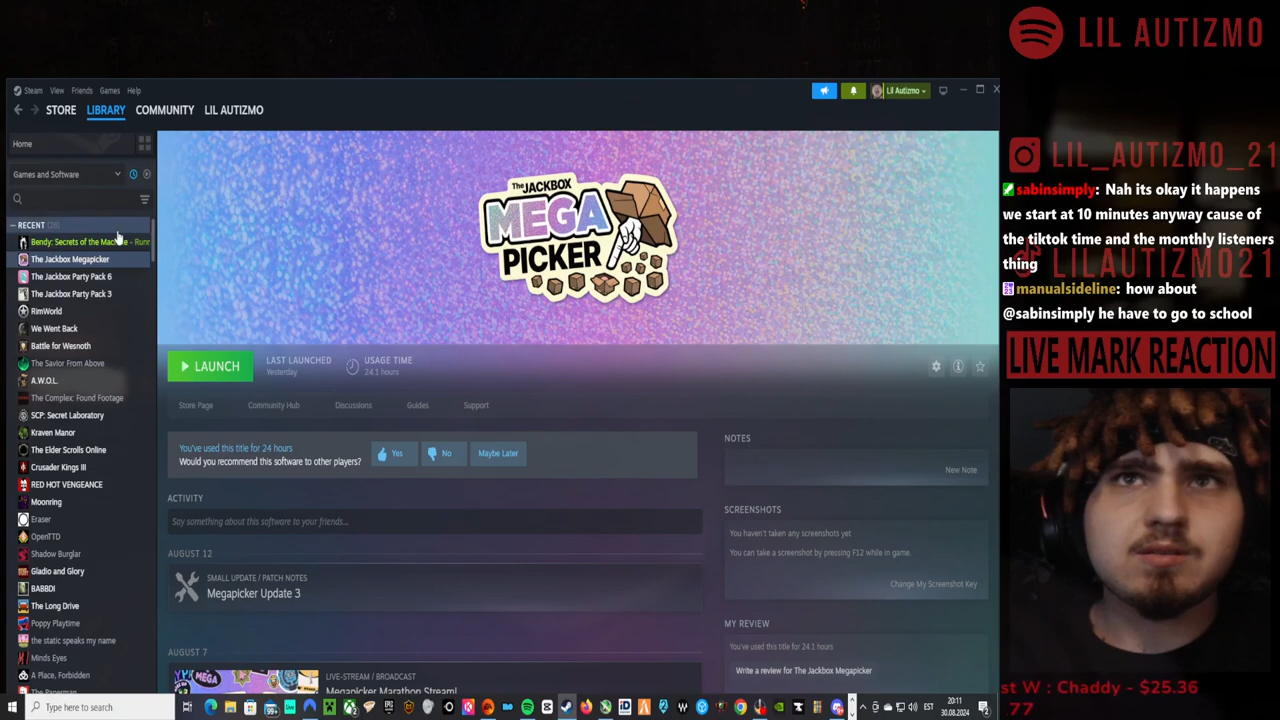 LIL AUTIZMO
Steam View Friends Games Help
Lil Autizmo
STORE LIBRARY COMMUNITY LIL AUTIZMO
Home
Games and Software
RECENT (26)
Bendy: Secrets of the Mac e - Runn
The Jackbox Megapicker
The Jackbox Party Pack 6
The Jackbox Party Pack 3
RimWorld
We Went Back
Battle for Wesnoth
The Savior From Above
A.W.O.L.
The Complex: Found Footage
SCP: Secret Laboratory
Kraven Manor
The Elder Scrolls Online
Crusader Kings III
RED HOT VENGEANCE
Moonring
Eraser
OpenTTD
Shadow Burglar
Gladio and Glory
BABBDI
The Long Drive
Poppy Playtime
the static speaks my name
Minds Eyes
A Place, Forbidden
The Paperman
The JACKBOX
MEGA
PICKER
LAUNCH
LAST LAUNCHED
Yesterday
USAGE TIME
24.1 hours
Store Page Community Hub Discussions Guides Support
You've used this title for 24 hours
Would you recommend this software to other players?
Yes No Maybe Later
ACTIVITY
Say something about this software to your friends...
AUGUST 12
SMALL UPDATE / PATCH NOTES
Megapicker Update 3
AUGUST 7
LIVE-STREAM / BROADCAST
Megapicker Marathon Stream!
NOTES
New Note
SCREENSHOTS
You haven't taken any screenshots yet
You can take a screenshot by pressing F12 while in game.
Change My Screenshot Key
MY REVIEW
You've used this title for 24.1 hours
Write a review for The Jackbox Megapicker
LIL_AUTIZMO_21
sabinsimply: Nah its okay it happens
we start at 10 minutes anyway cause of
the tiktok time and the monthly listeners
thing
LILAUTIZMO21
manualsideline: how about
@sabinsimply he have to go to school
LIVE MARK REACTION
st W : Chaddy - $25.36
77
Type here to search
99+
EST
20:11
30.08.2024
2